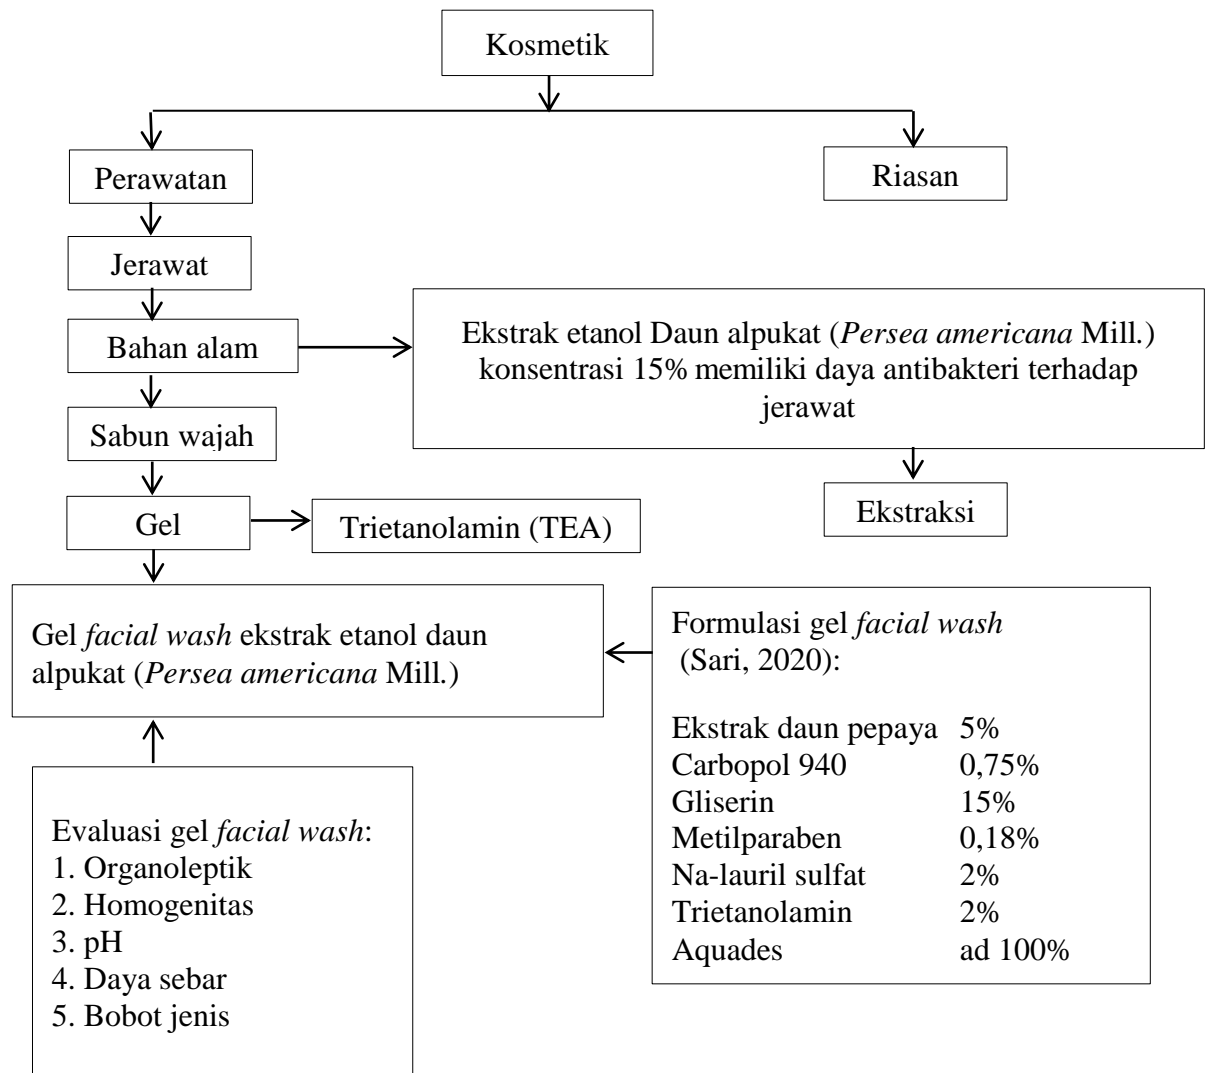 Kosmetik
Perawatan
Riasan
Jerawat
Bahan alam
Ekstrak etanol Daun alpukat (Persea americana Mill.)
konsentrasi 15% memiliki daya antibakteri terhadap
jerawat
Sabun wajah
Ekstraksi
Gel
Trietanolamin (TEA)
Gel facial wash ekstrak etanol daun
alpukat (Persea americana Mill.)
Formulasi gel facial wash
(Sari, 2020):
Ekstrak daun pepaya 5%
Carbopol 940 0,75%
Gliserin 15%
Metilparaben 0,18%
Na-lauril sulfat 2%
Trietanolamin 2%
Aquades ad 100%
Evaluasi gel facial wash:
1. Organoleptik
2. Homogenitas
3. pH
4. Daya sebar
5. Bobot jenis